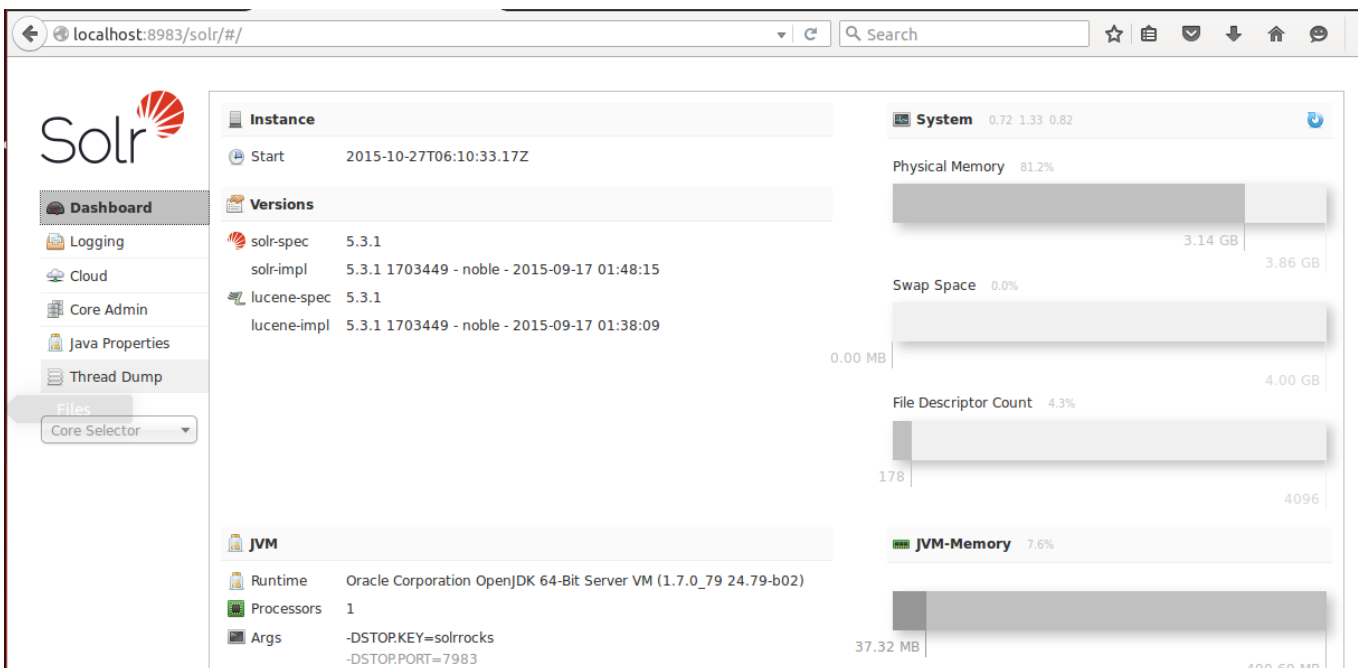 localhost:8983/solr/#/
Search
Solr
Dashboard
Logging
Cloud
Core Admin
Java Properties
Thread Dump
Files
Core Selector
Instance
Start 2015-10-27T06:10:33.17Z
Versions
solr-spec 5.3.1
solr-impl 5.3.1 1703449 - noble - 2015-09-17 01:48:15
lucene-spec 5.3.1
lucene-impl 5.3.1 1703449 - noble - 2015-09-17 01:38:09
JVM
Runtime Oracle Corporation OpenJDK 64-Bit Server VM (1.7.0_79 24.79-b02)
Processors 1
Args -DSTOP.KEY=solrrocks
-DSTOP.PORT=7983
System 0.72 1.33 0.82
Physical Memory 81.2%
3.14 GB
3.86 GB
Swap Space 0.0%
0.00 MB
4.00 GB
File Descriptor Count 4.3%
178
4096
JVM-Memory 7.6%
37.32 MB